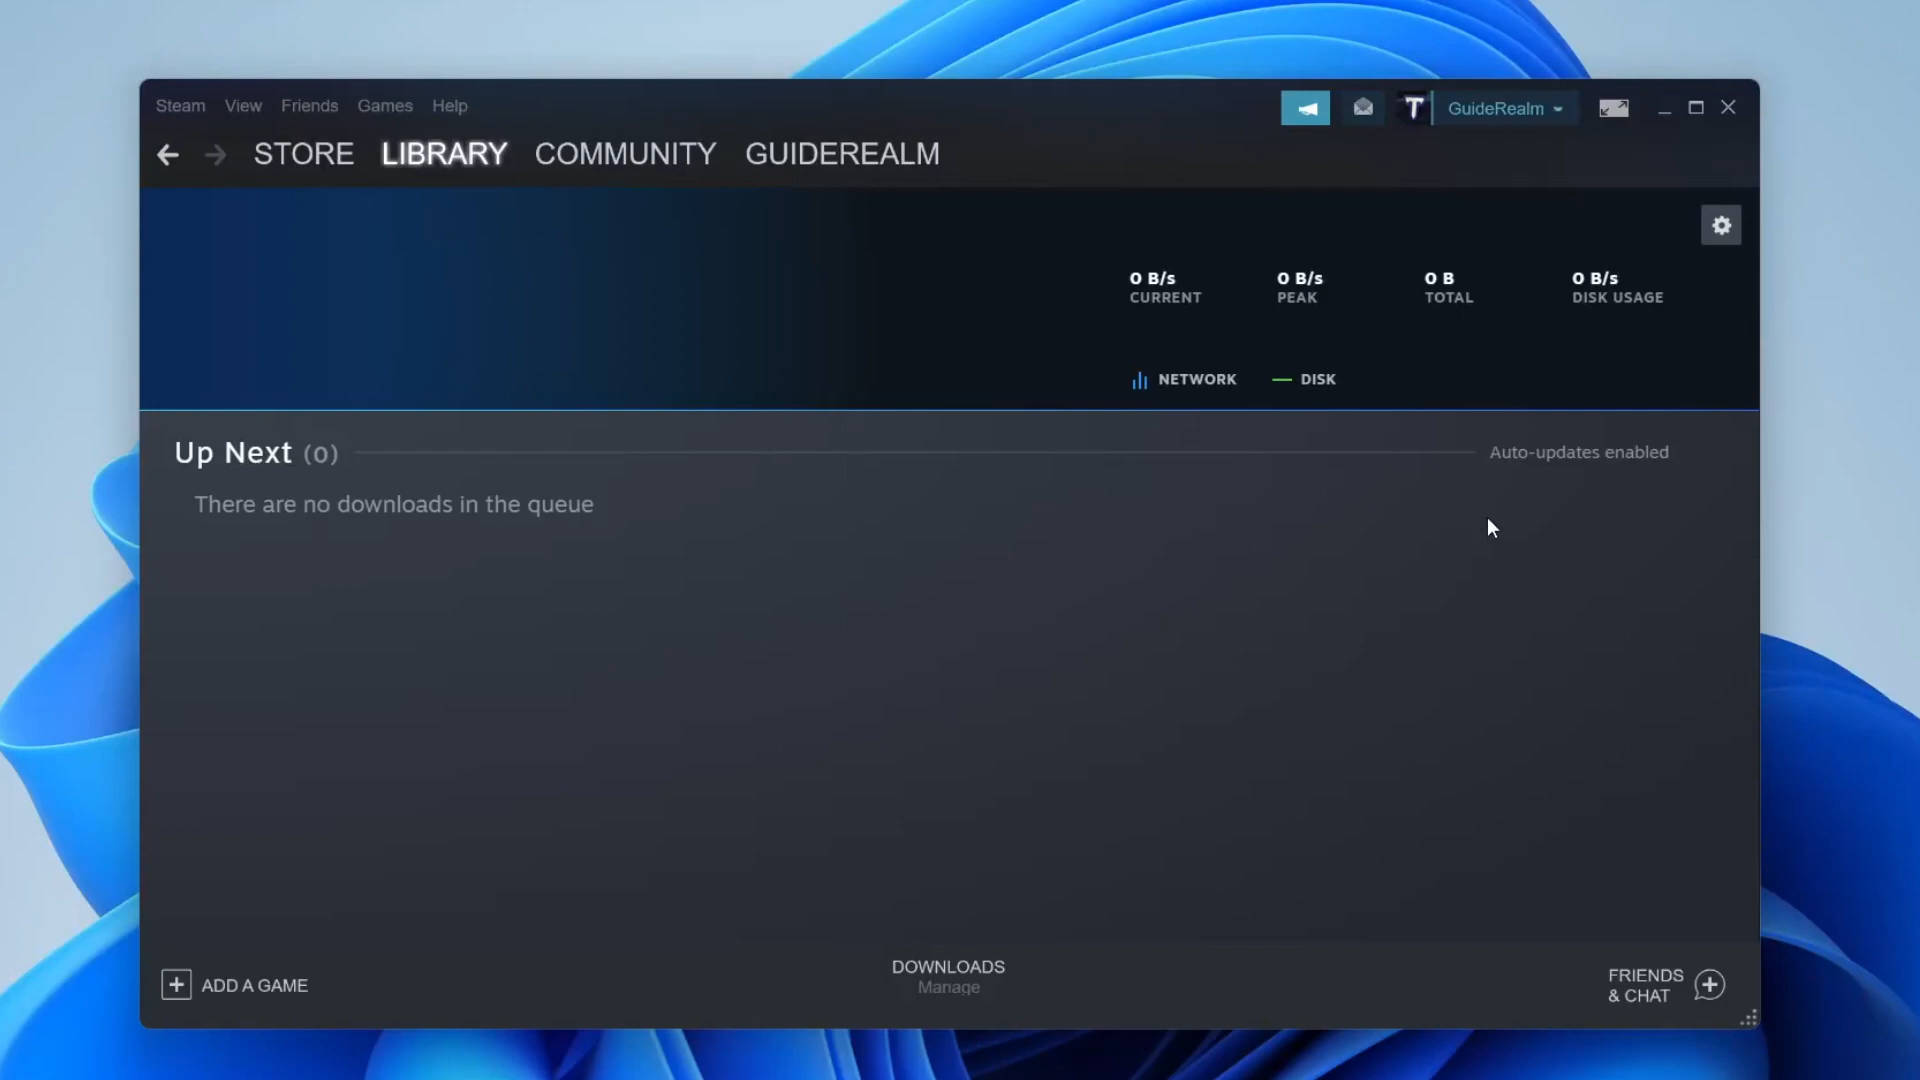 Steam View Friends Games Help
T GuideRealm
STORE LIBRARY COMMUNITY GUIDEREALM
0 B/s 0 B/s 0 B 0 B/s
CURRENT PEAK TOTAL DISK USAGE
NETWORK DISK
Up Next (0) Auto-updates enabled
There are no downloads in the queue
ADD A GAME
DOWNLOADS
Manage
FRIENDS
& CHAT